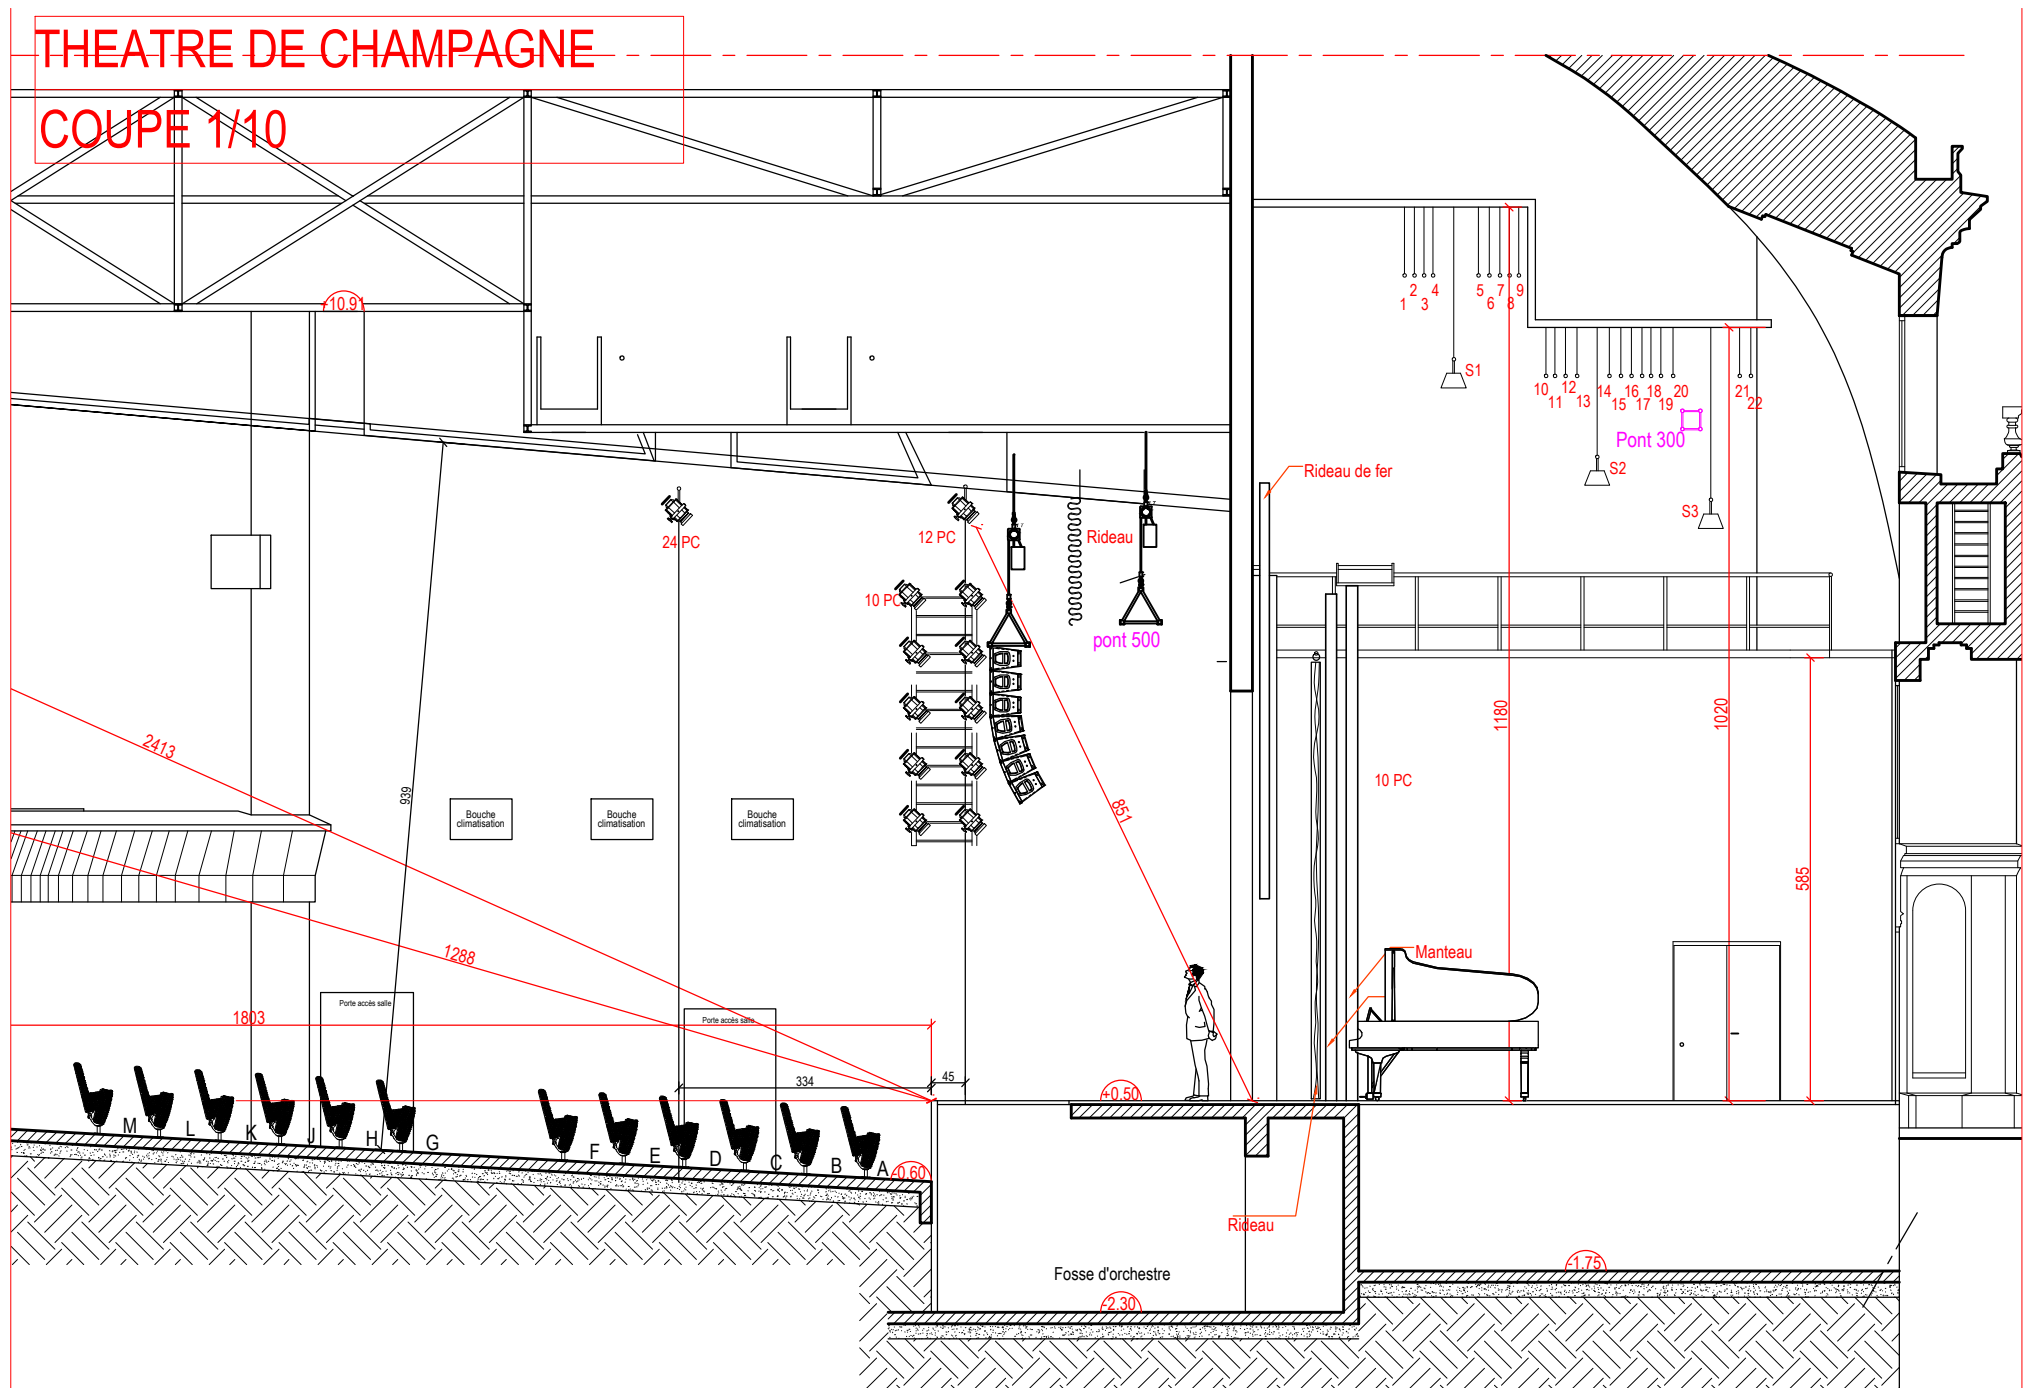 THEATRE DE CHAMPAGNE
COUPE 1/10
+10.91
1
2
3
4
5
6
7
8
9
S1
10
11
12
13
14
15
16
17
18
19
20
21
22
Pont 300
S2
S3
Rideau de fer
24 PC
12 PC
Rideau
10 PC
pont 500
2413
939
851
1180
1020
585
10 PC
Bouche
climatisation
Bouche
climatisation
Bouche
climatisation
1288
Manteau
Porte accès salle
Porte accès salle
1803
334
45
+0.50
M
L
K
J
H
G
F
E
D
C
B
A
-0.60
Rideau
Fosse d'orchestre
-1.75
-2.30